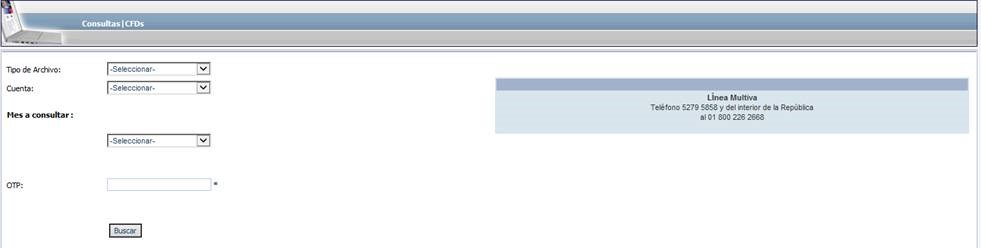 Consultas|CFDs
Tipo de Archivo: -Seleccionar-
Cuenta: -Seleccionar-
Mes a consultar :
-Seleccionar-
OTP: *
Buscar
Línea Multiva
Teléfono 5279 5858 y del interior de la República
al 01 800 226 2668